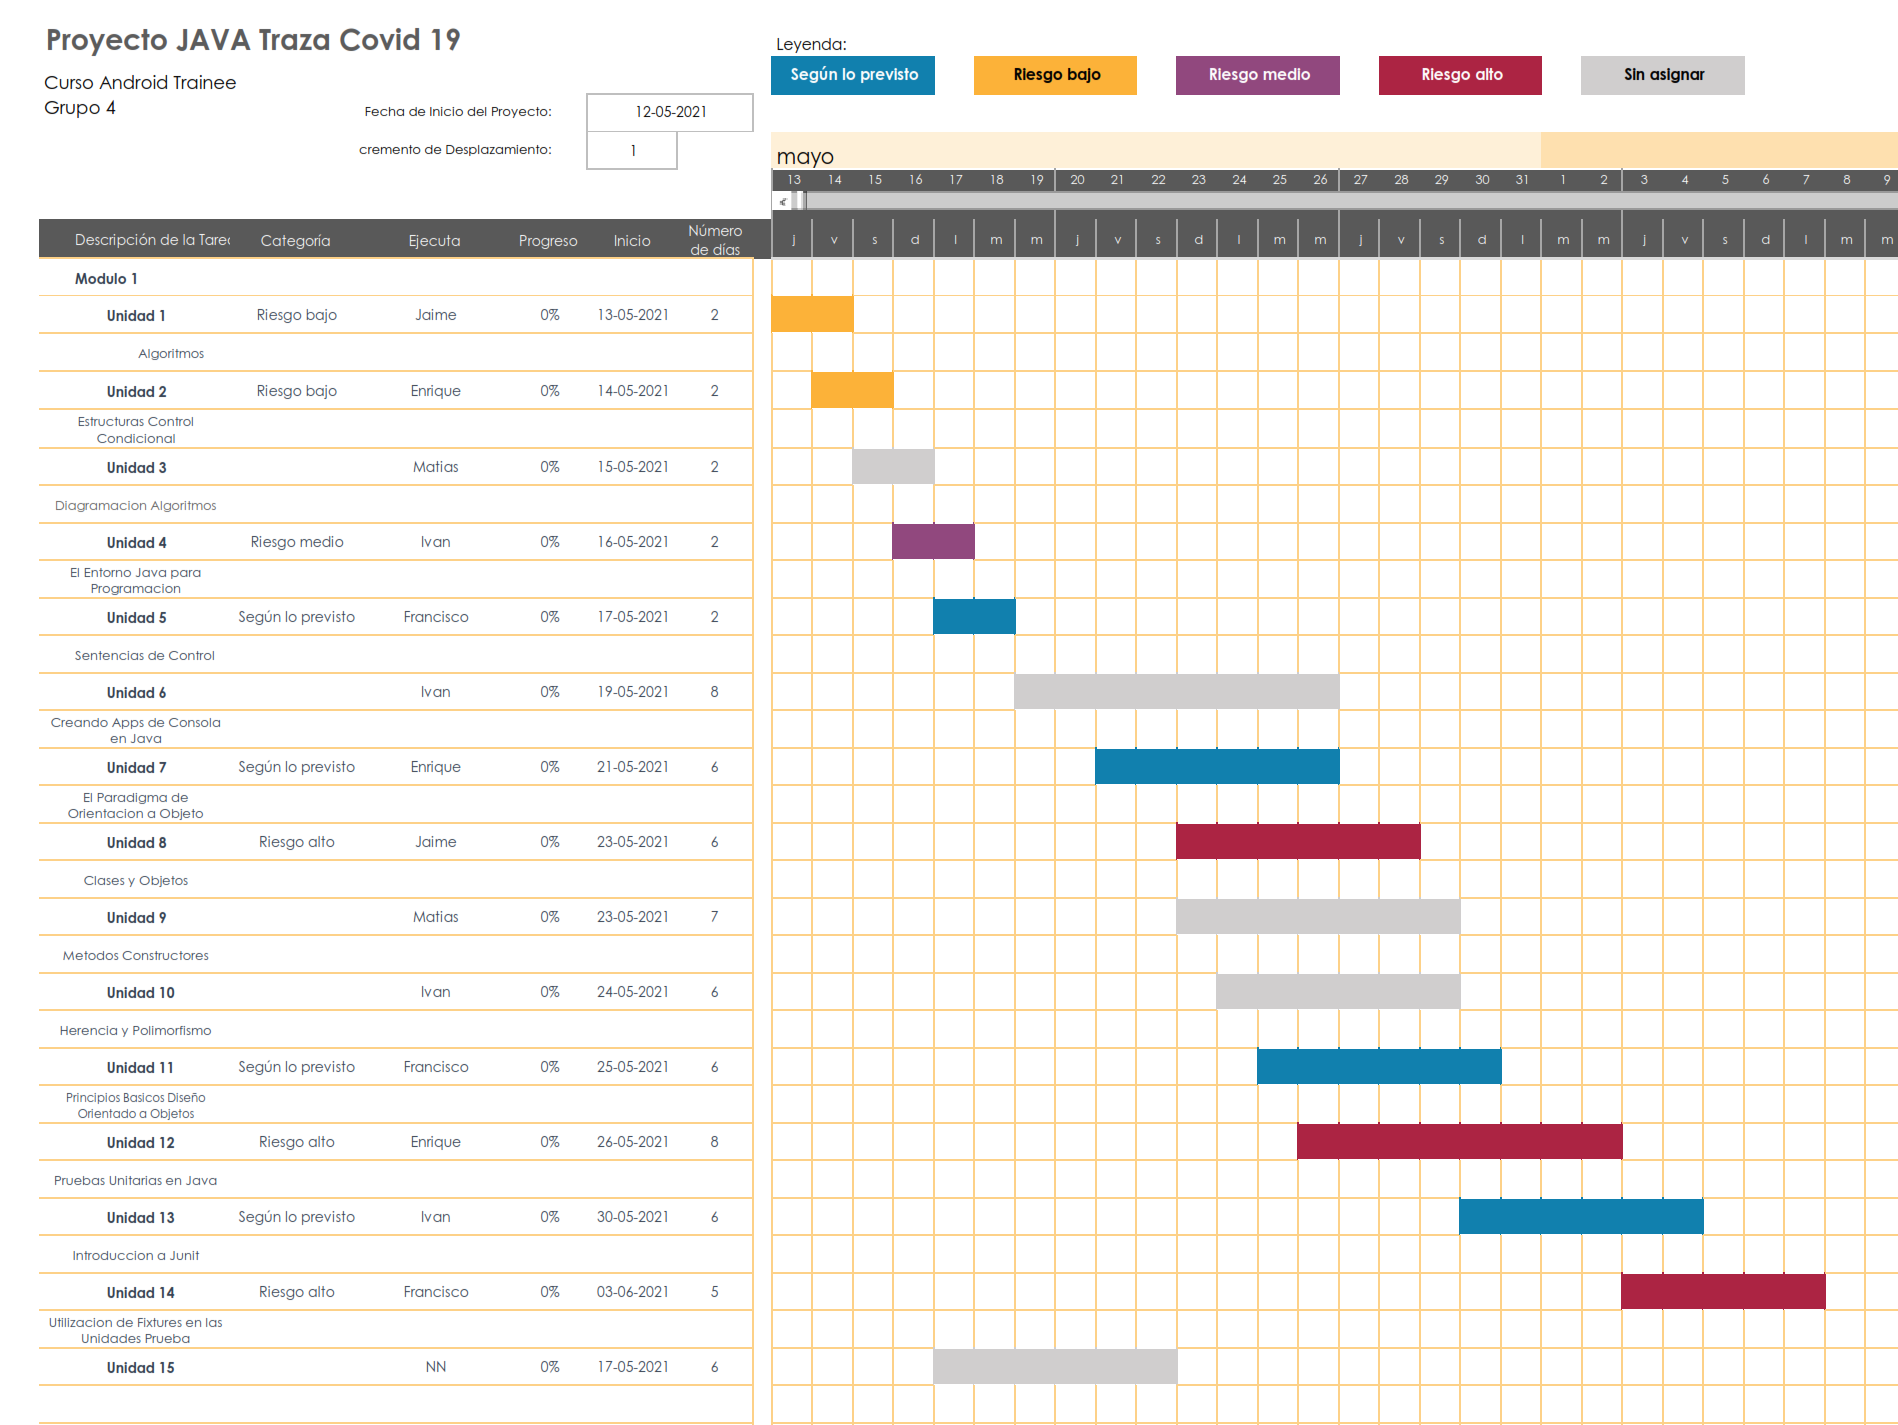 Proyecto JAVA Traza Covid 19
Curso Android Trainee
Grupo 4
Fecha de Inicio del Proyecto: 12-05-2021
cremento de Desplazamiento: 1
Leyenda:
Según lo previsto Riesgo bajo Riesgo medio Riesgo alto Sin asignar
mayo
13 14 15 16 17 18 19 20 21 22 23 24 25 26 27 28 29 30 31 1 2 3 4 5 6 7 8 9
Descripción de la Tarea Categoría Ejecuta Progreso Inicio Número de días
j v s d l m m j v s d l m m j v s d l m m j v s d l m m
Modulo 1
Unidad 1 Riesgo bajo Jaime 0% 13-05-2021 2
Algoritmos
Unidad 2 Riesgo bajo Enrique 0% 14-05-2021 2
Estructuras Control
Condicional
Unidad 3 Matias 0% 15-05-2021 2
Diagramacion Algoritmos
Unidad 4 Riesgo medio Ivan 0% 16-05-2021 2
El Entorno Java para
Programacion
Unidad 5 Según lo previsto Francisco 0% 17-05-2021 2
Sentencias de Control
Unidad 6 Ivan 0% 19-05-2021 8
Creando Apps de Consola
en Java
Unidad 7 Según lo previsto Enrique 0% 21-05-2021 6
El Paradigma de
Orientacion a Objeto
Unidad 8 Riesgo alto Jaime 0% 23-05-2021 6
Clases y Objetos
Unidad 9 Matias 0% 23-05-2021 7
Metodos Constructores
Unidad 10 Ivan 0% 24-05-2021 6
Herencia y Polimorfismo
Unidad 11 Según lo previsto Francisco 0% 25-05-2021 6
Principios Basicos Diseño
Orientado a Objetos
Unidad 12 Riesgo alto Enrique 0% 26-05-2021 8
Pruebas Unitarias en Java
Unidad 13 Según lo previsto Ivan 0% 30-05-2021 6
Introduccion a Junit
Unidad 14 Riesgo alto Francisco 0% 03-06-2021 5
Utilizacion de Fixtures en las
Unidades Prueba
Unidad 15 NN 0% 17-05-2021 6